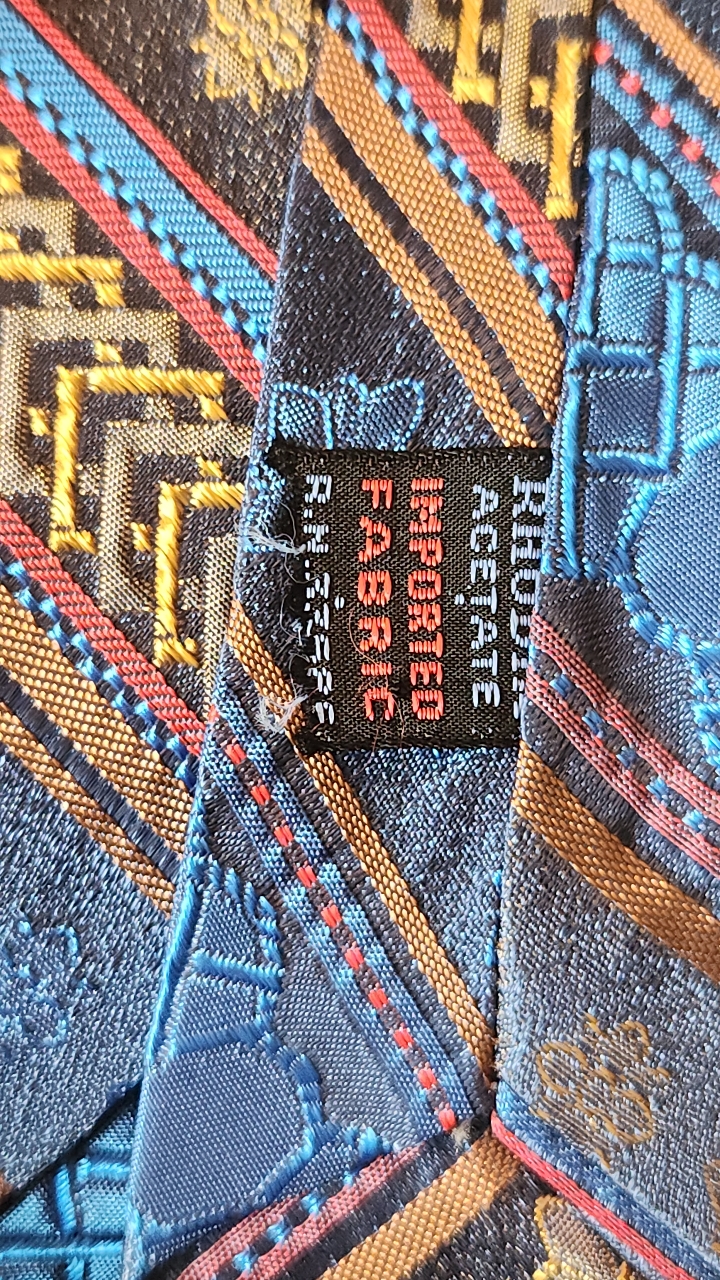 ACETATE
IMPORTED
FABRIC
R.N.